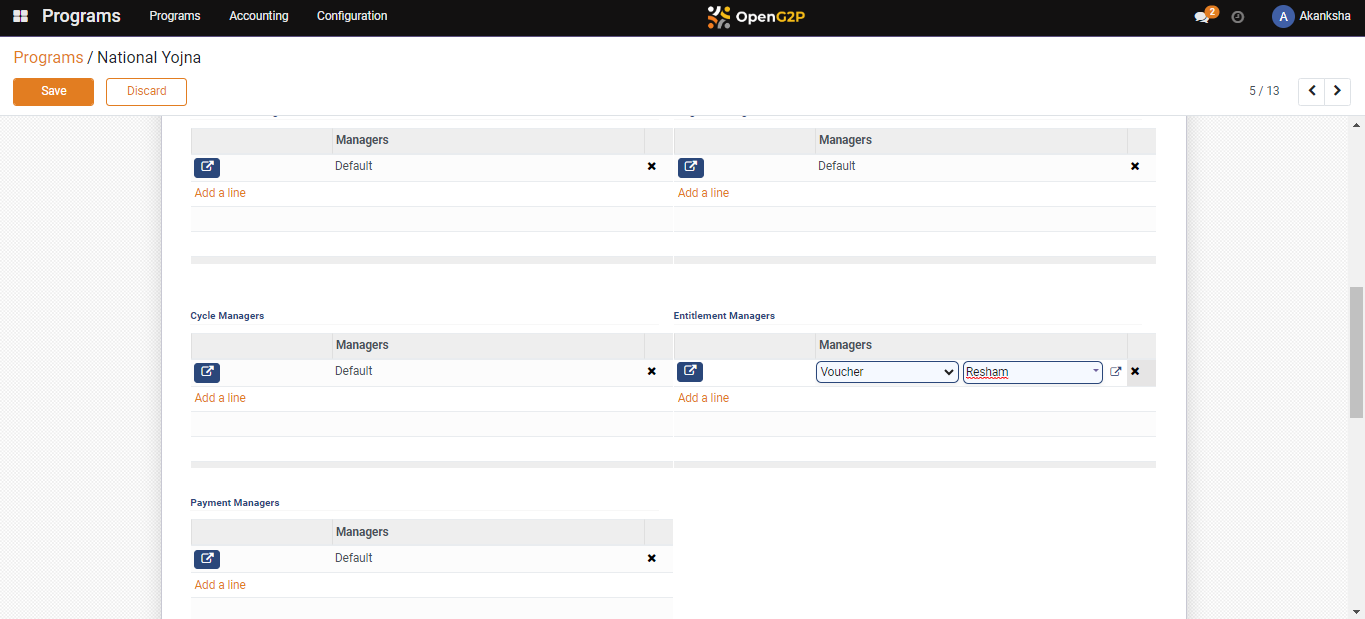 Programs Programs Accounting Configuration OpenG2P 2 A Akanksha
Programs / National Yojna
Save Discard 5 / 13
Managers Managers
Default Default
Add a line Add a line
Cycle Managers Entitlement Managers
Managers Managers
Default Voucher Resham
Add a line Add a line
Payment Managers
Managers
Default
Add a line